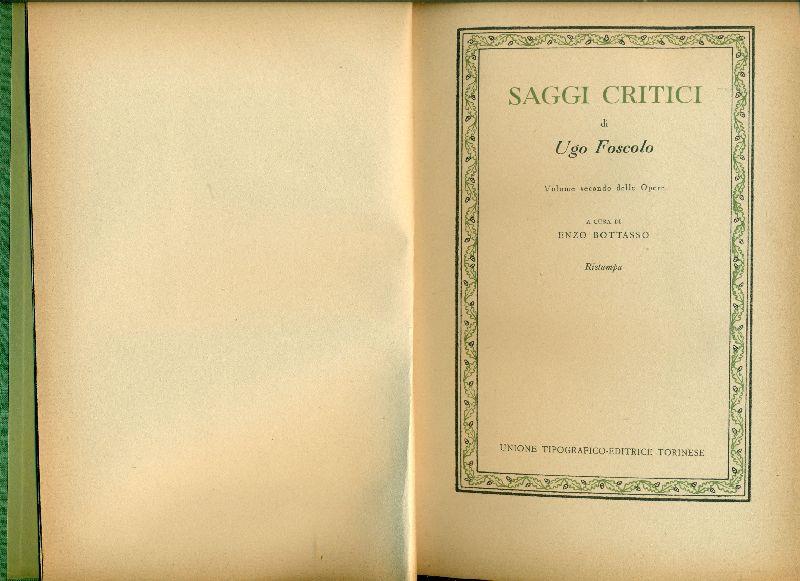 SAGGI CRITICI
di
Ugo Foscolo
Volume secondo delle Opere
A CURA DI
ENZO BOTTASSO
Ristampa
UNIONE TIPOGRAFICO-EDITRICE TORINESE